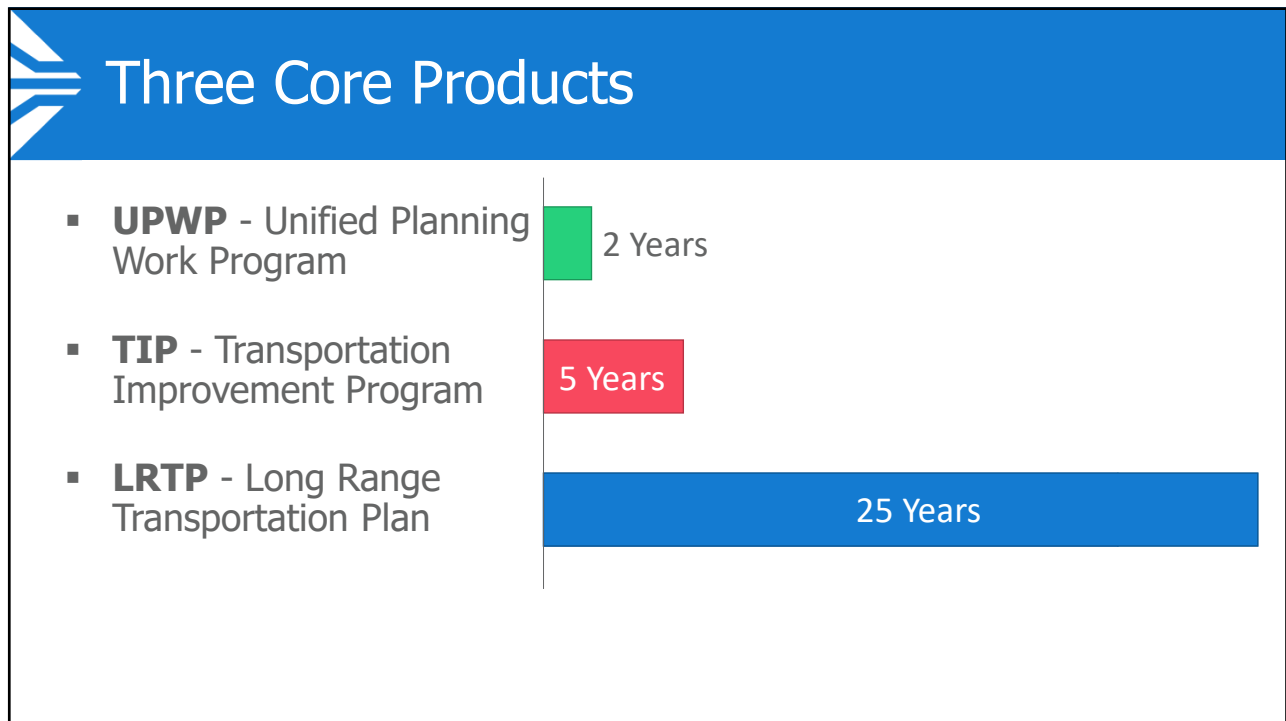 Three Core Products
▪ UPWP - Unified Planning
Work Program
2 Years
▪ TIP - Transportation
Improvement Program
5 Years
▪ LRTP - Long Range
Transportation Plan
25 Years